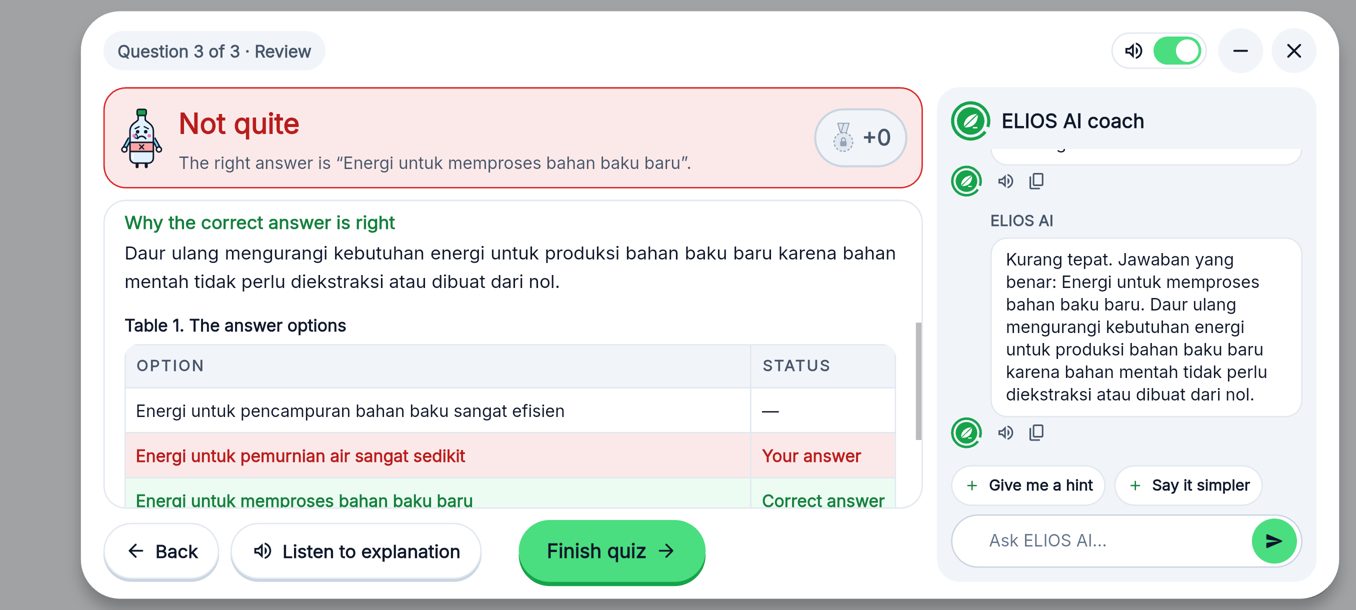 Question 3 of 3 · Review
Not quite
The right answer is “Energi untuk memproses bahan baku baru”.
+0
Why the correct answer is right
Daur ulang mengurangi kebutuhan energi untuk produksi bahan baku baru karena bahan
mentah tidak perlu diekstraksi atau dibuat dari nol.
Table 1. The answer options
OPTION STATUS
Energi untuk pencampuran bahan baku sangat efisien —
Energi untuk pemurnian air sangat sedikit Your answer
Energi untuk memproses bahan baku baru Correct answer
Back
Listen to explanation
Finish quiz
ELIOS AI coach
ELIOS AI
Kurang tepat. Jawaban yang
benar: Energi untuk memproses
bahan baku baru. Daur ulang
mengurangi kebutuhan energi
untuk produksi bahan baku baru
karena bahan mentah tidak perlu
diekstraksi atau dibuat dari nol.
+ Give me a hint
+ Say it simpler
Ask ELIOS AI...